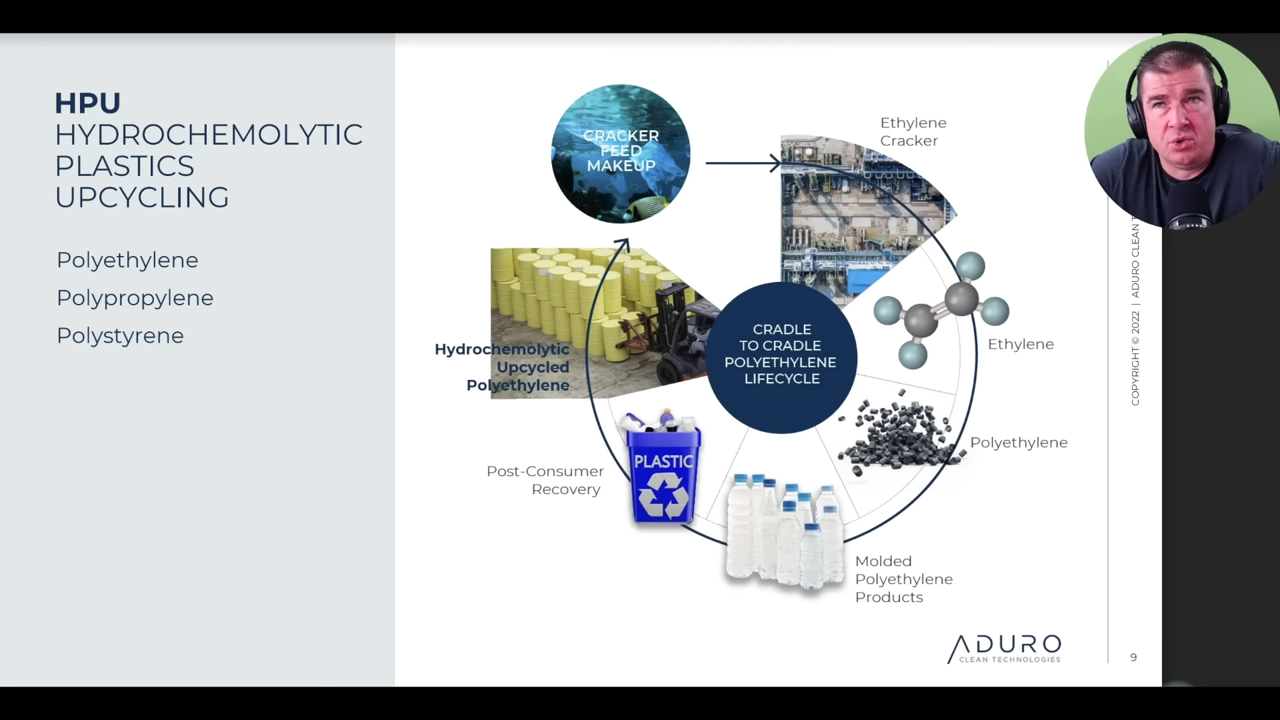 HPU
HYDROCHEMOLYTIC
PLASTICS
UPCYCLING
Polyethylene
Polypropylene
Polystyrene
CRACKER
FEED
MAKEUP
Ethylene
Cracker
Ethylene
Polyethylene
Molded
Polyethylene
Products
Post-Consumer
Recovery
PLASTIC
Hydrochemolytic
Upcycled
Polyethylene
CRADLE
TO CRADLE
POLYETHYLENE
LIFECYCLE
COPYRIGHT © 2022 | ADURO CLEAN
ADURO
CLEAN TECHNOLOGIES
9